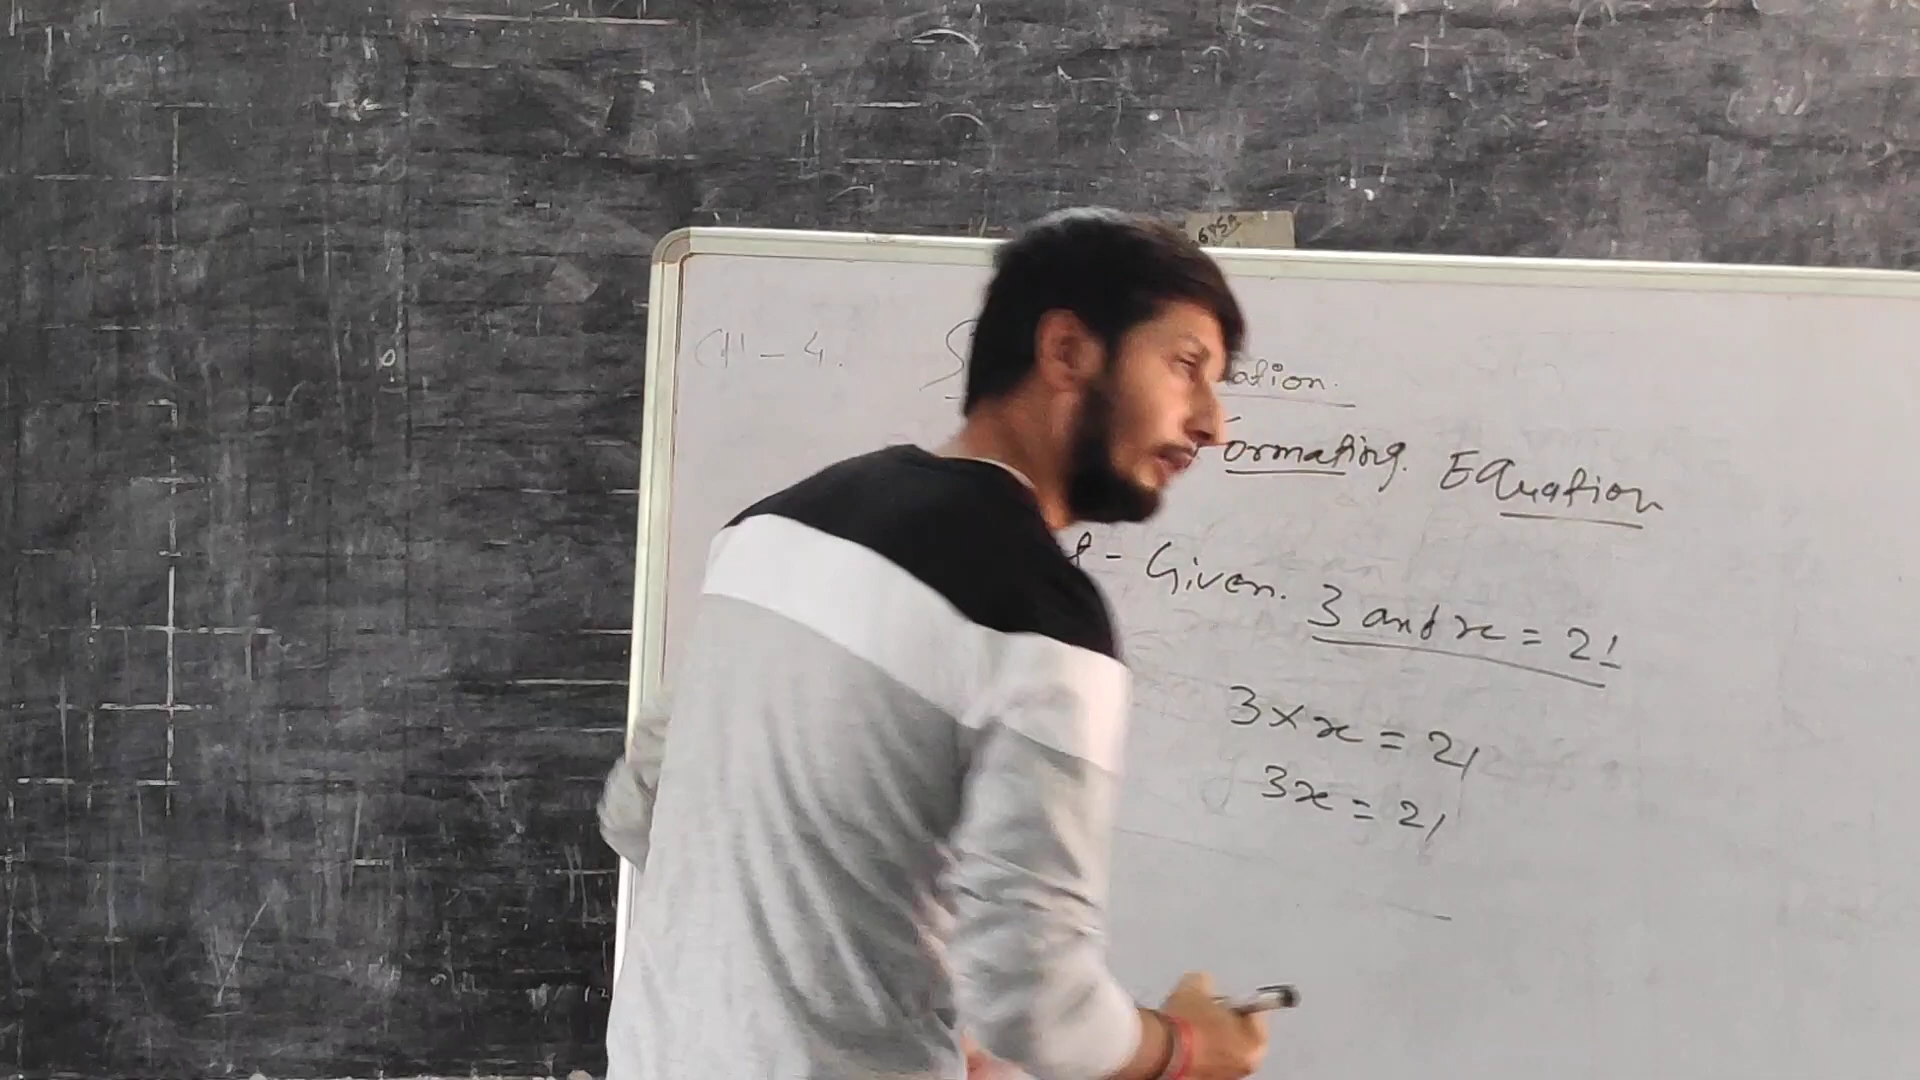 CH - 4. ation.
ormating. Equation
- Given. 3 and x = 21
3 × x = 21
3x = 21